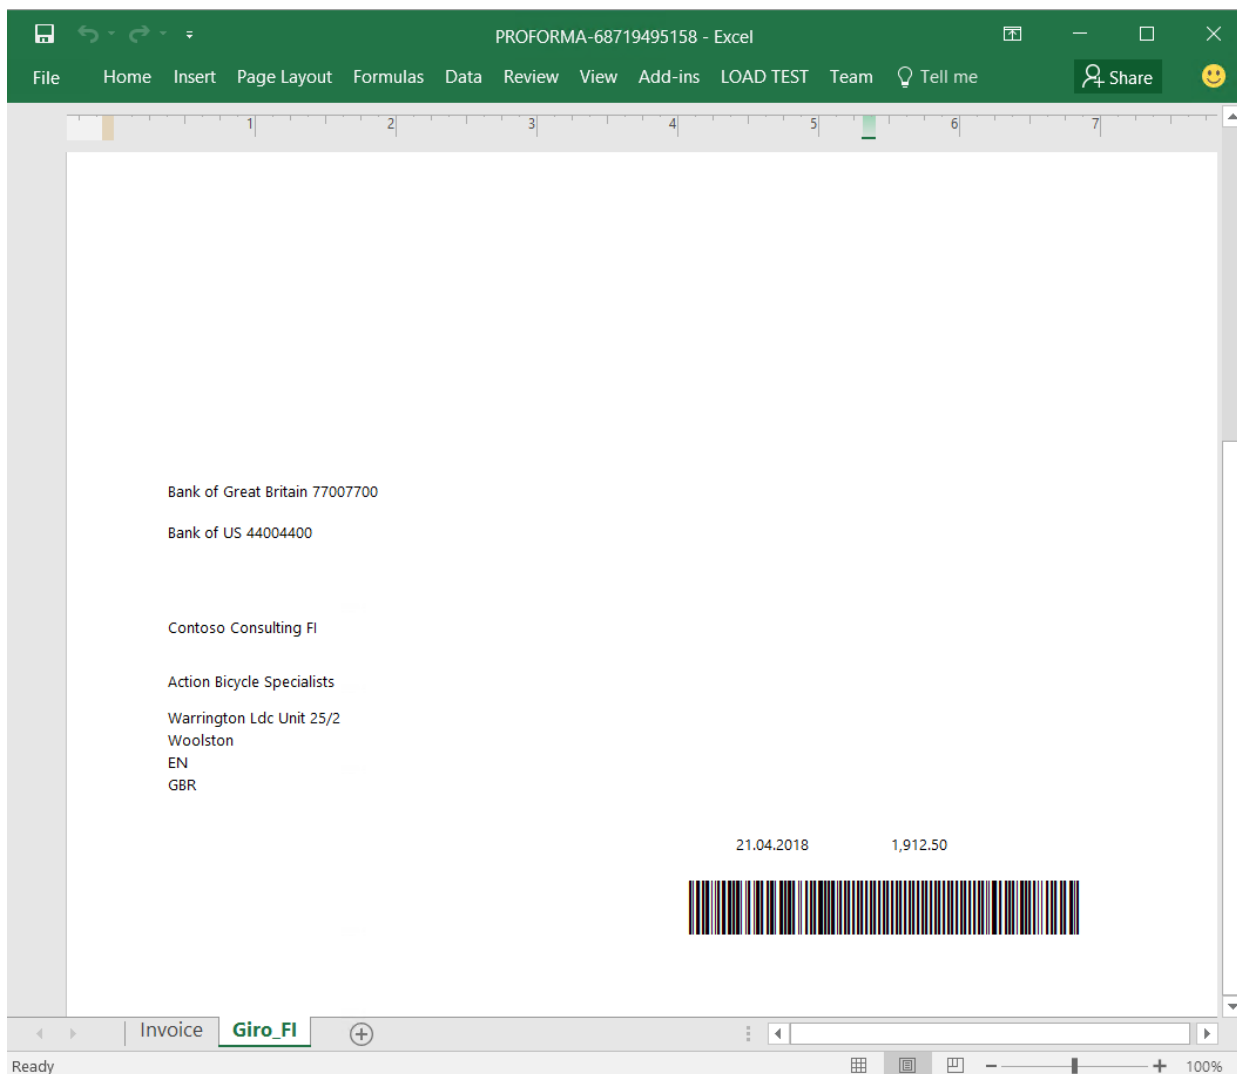 PROFORMA-68719495158 - Excel
File Home Insert Page Layout Formulas Data Review View Add-ins LOAD TEST Team Tell me Share
1 2 3 4 5 6 7
Bank of Great Britain 77007700
Bank of US 44004400
Contoso Consulting FI
Action Bicycle Specialists
Warrington Ldc Unit 25/2
Woolston
EN
GBR
21.04.2018 1,912.50
Invoice Giro_FI
Ready 100%